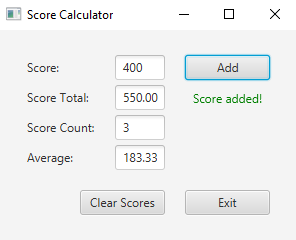 Score Calculator
Score: 400 Add
Score Total: 550.00 Score added!
Score Count: 3
Average: 183.33
Clear Scores Exit